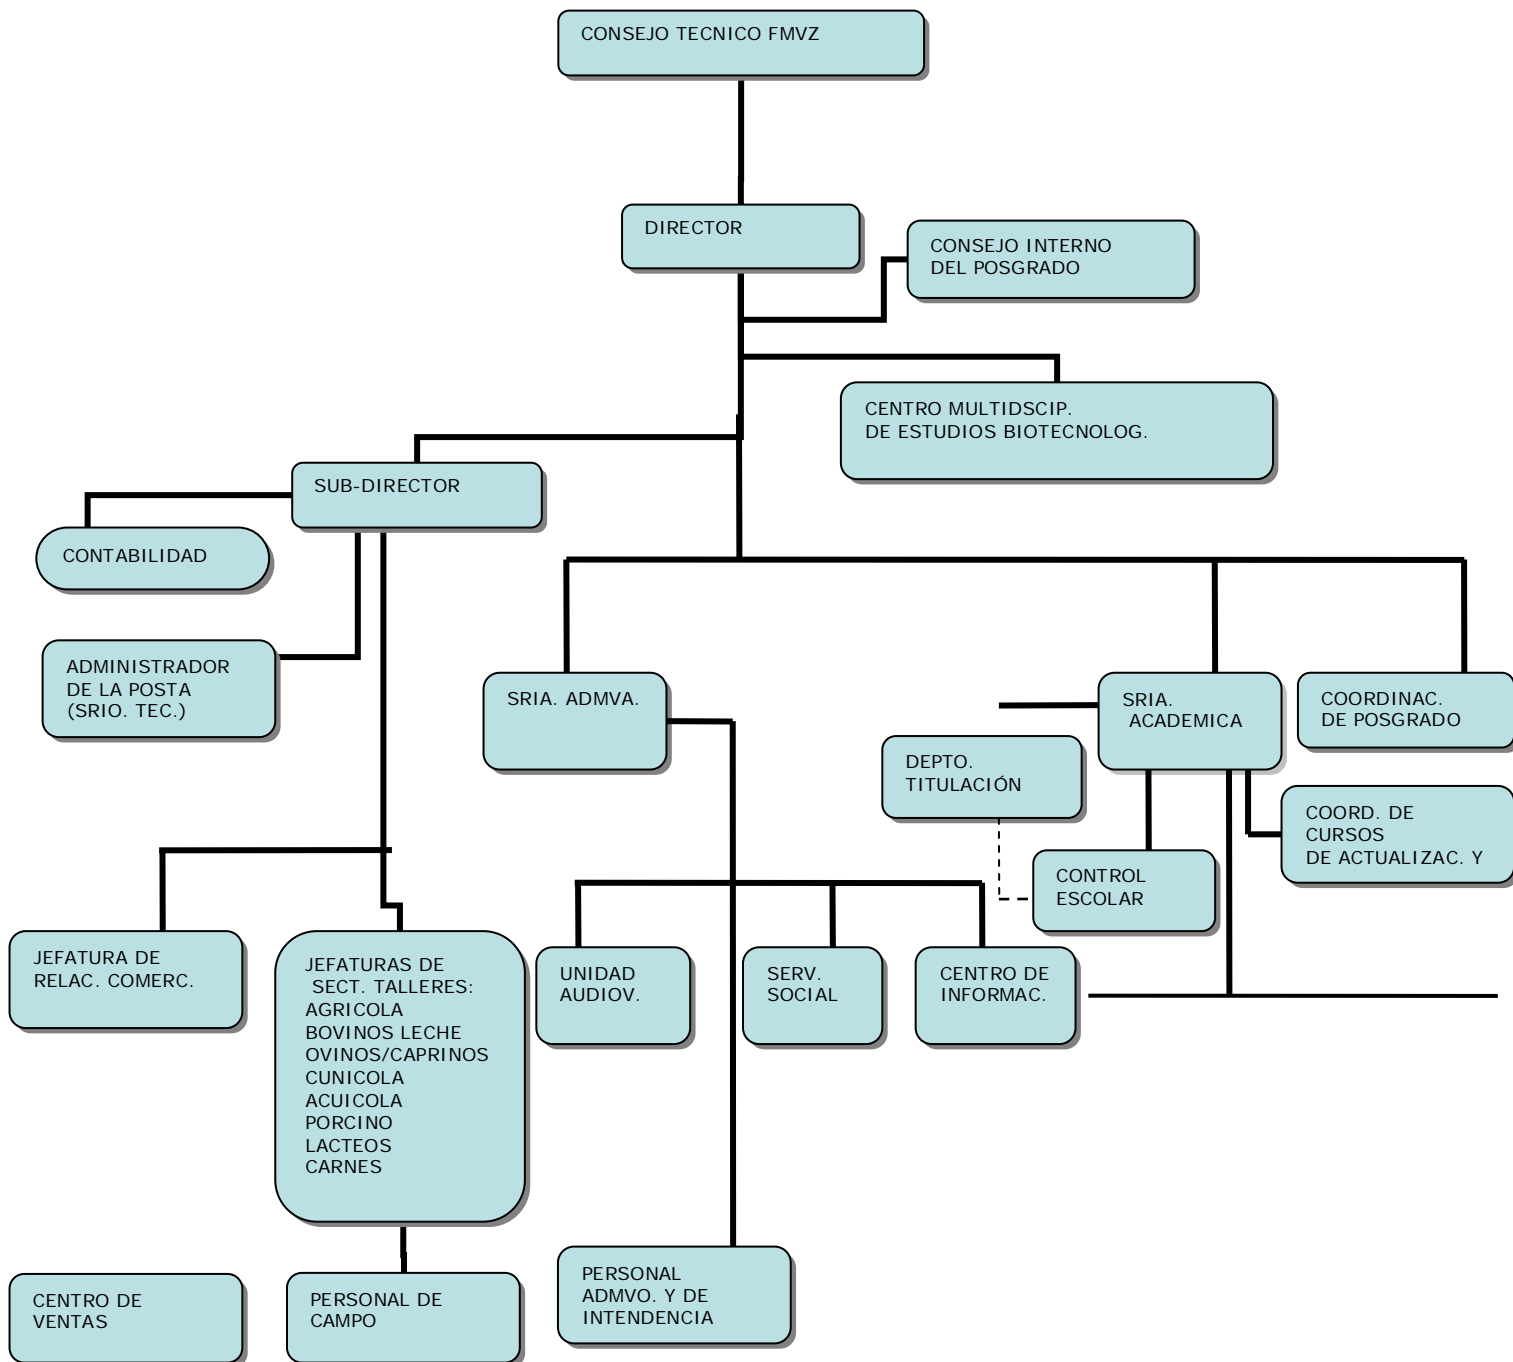 CONSEJO TECNICO FMVZ
DIRECTOR
CONSEJO INTERNO
DEL POSGRADO
CENTRO MULTIDSCIP.
DE ESTUDIOS BIOTECNOLOG.
SUB-DIRECTOR
CONTABILIDAD
ADMINISTRADOR
DE LA POSTA
(SRIO. TEC.)
SRIA. ADMVA.
SRIA.
ACADEMICA
COORDINAC.
DE POSGRADO
DEPTO.
TITULACIÓN
COORD. DE
CURSOS
DE ACTUALIZAC. Y
CONTROL
ESCOLAR
JEFATURA DE
RELAC. COMERC.
JEFATURAS DE
SECT. TALLERES:
AGRICOLA
BOVINOS LECHE
OVINOS/CAPRINOS
CUNICOLA
ACUICOLA
PORCINO
LACTEOS
CARNES
UNIDAD
AUDIOV.
SERV.
SOCIAL
CENTRO DE
INFORMAC.
CENTRO DE
VENTAS
PERSONAL DE
CAMPO
PERSONAL
ADMVO. Y DE
INTENDENCIA